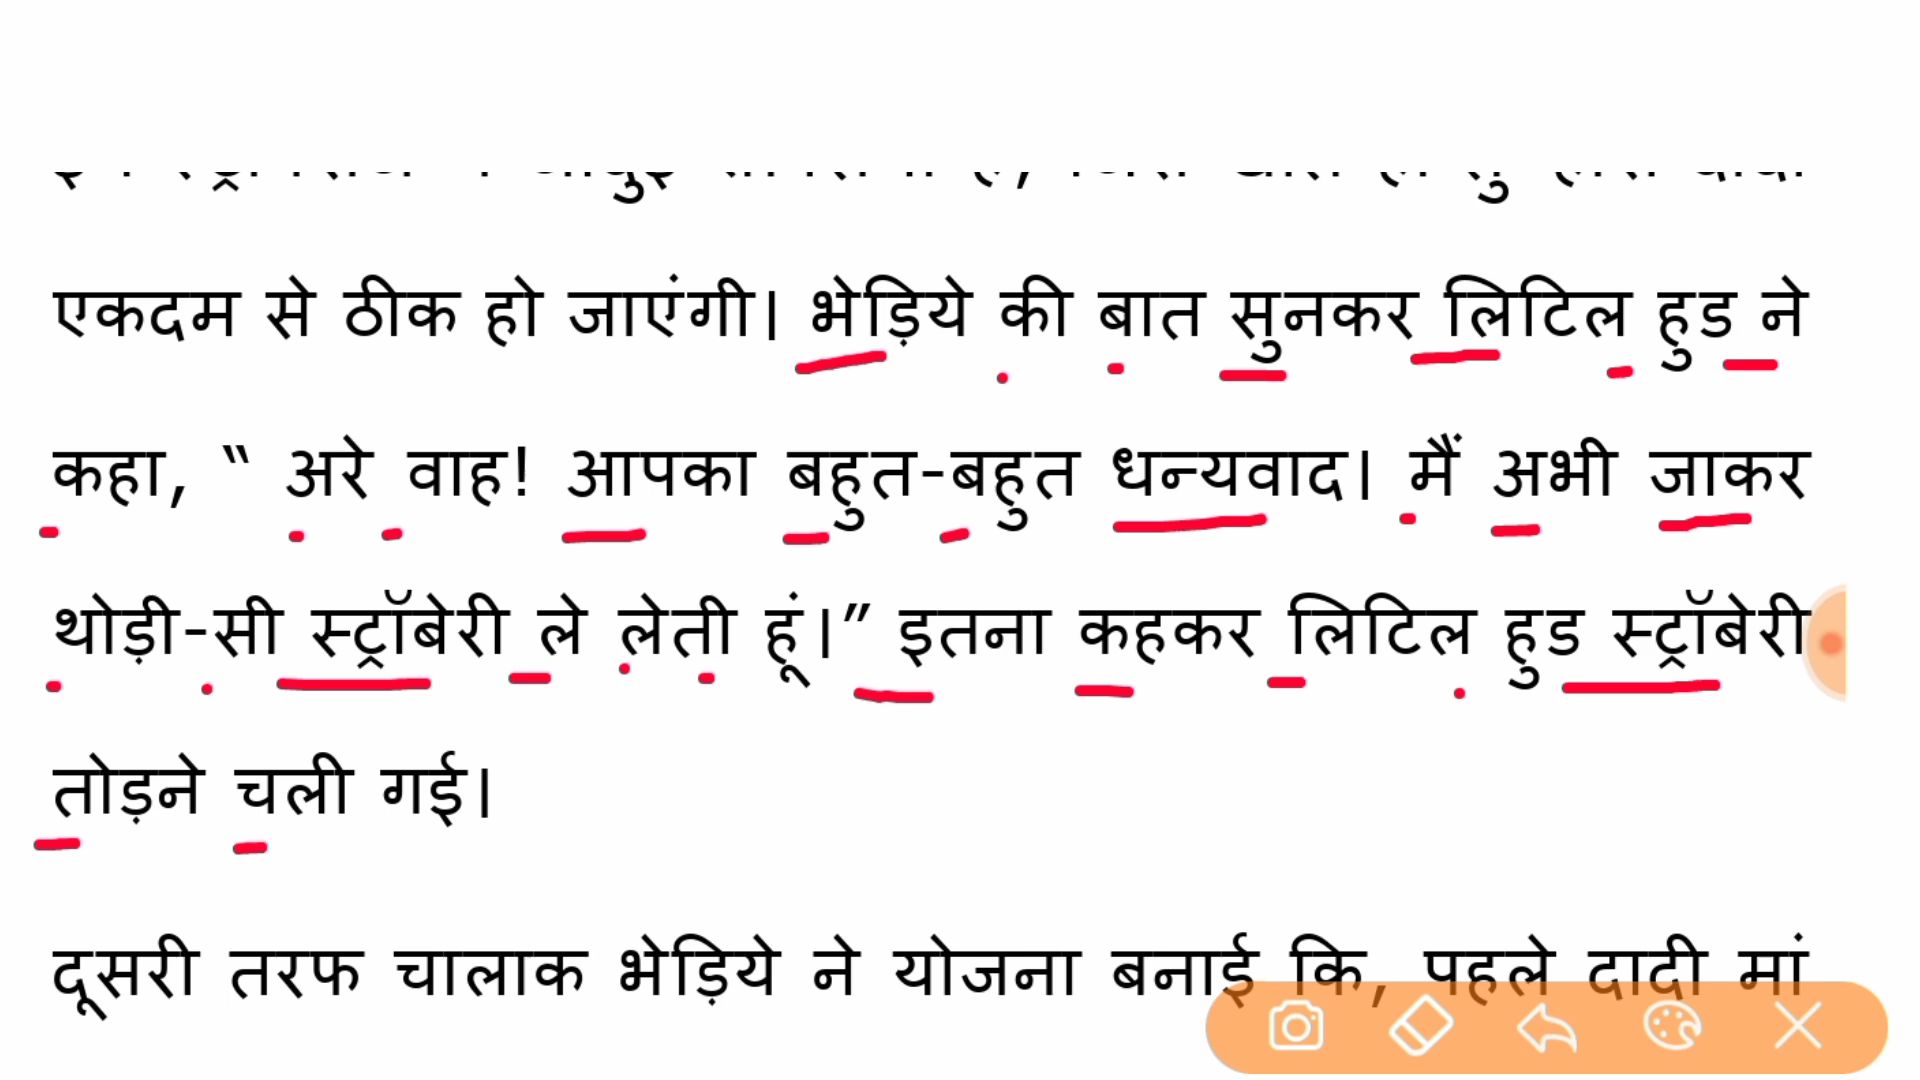 एकदम से ठीक हो जाएंगी। भेड़िये की बात सुनकर लिटिल हुड ने
कहा, “ अरे वाह! आपका बहुत-बहुत धन्यवाद। मैं अभी जाकर
थोड़ी-सी स्ट्रॉबेरी ले लेती हूं।” इतना कहकर लिटिल हुड स्ट्रॉबेरी
तोड़ने चली गई।
दूसरी तरफ चालाक भेड़िये ने योजना बनाई कि, पहले दादी मां